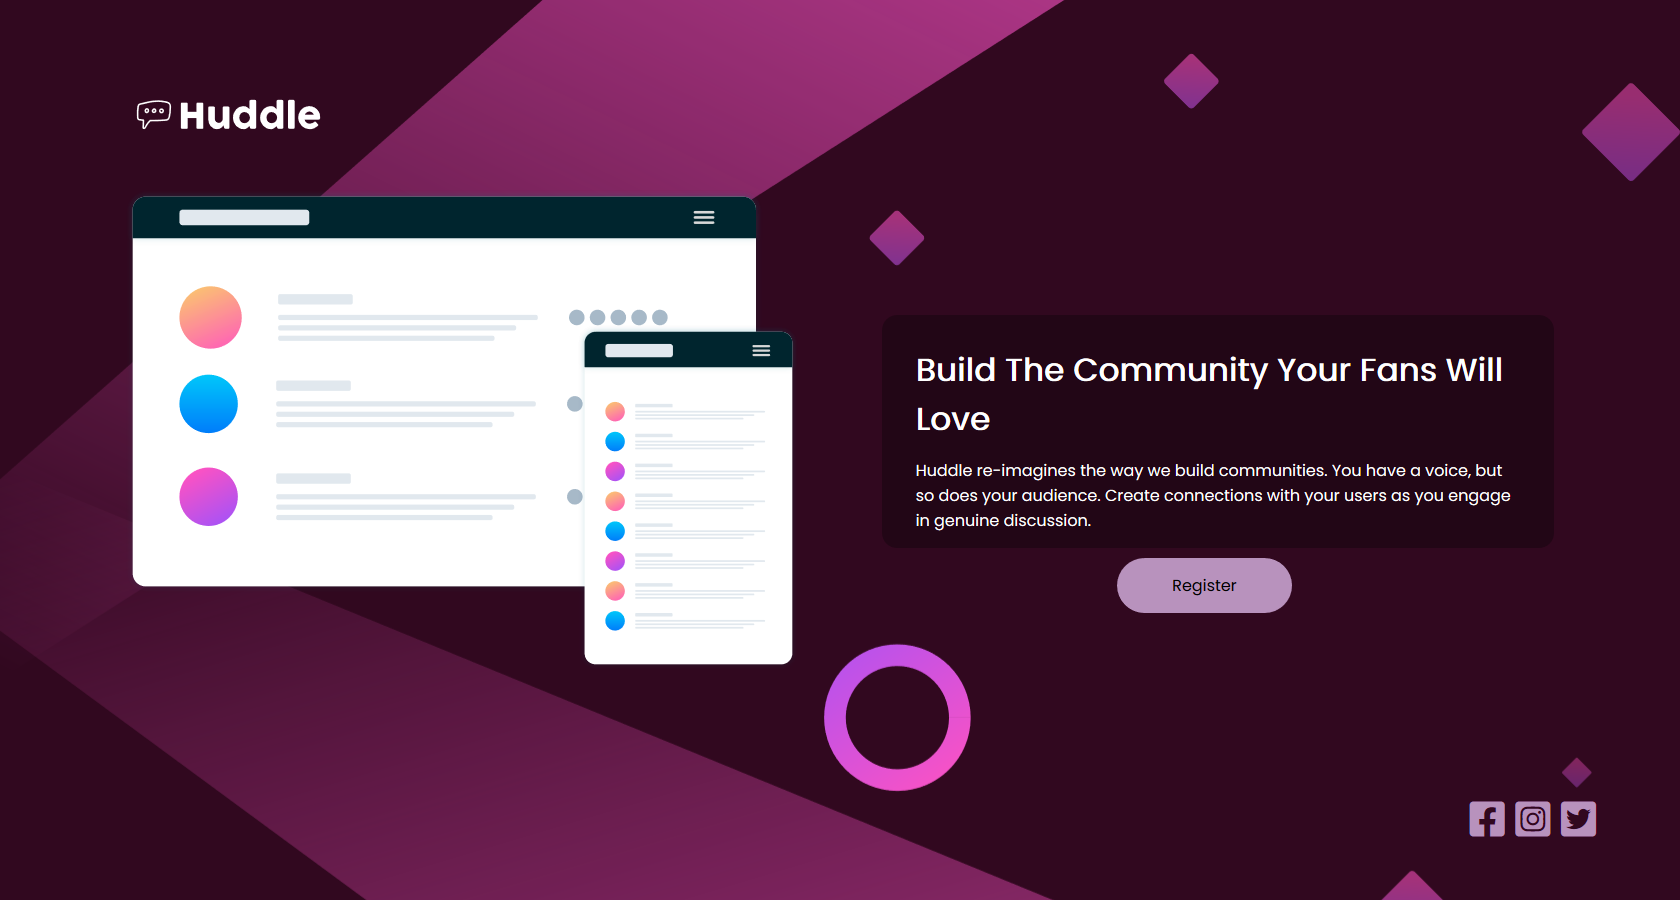 Huddle
Build The Community Your Fans Will
Love
Huddle re-imagines the way we build communities. You have a voice, but
so does your audience. Create connections with your users as you engage
in genuine discussion.
Register